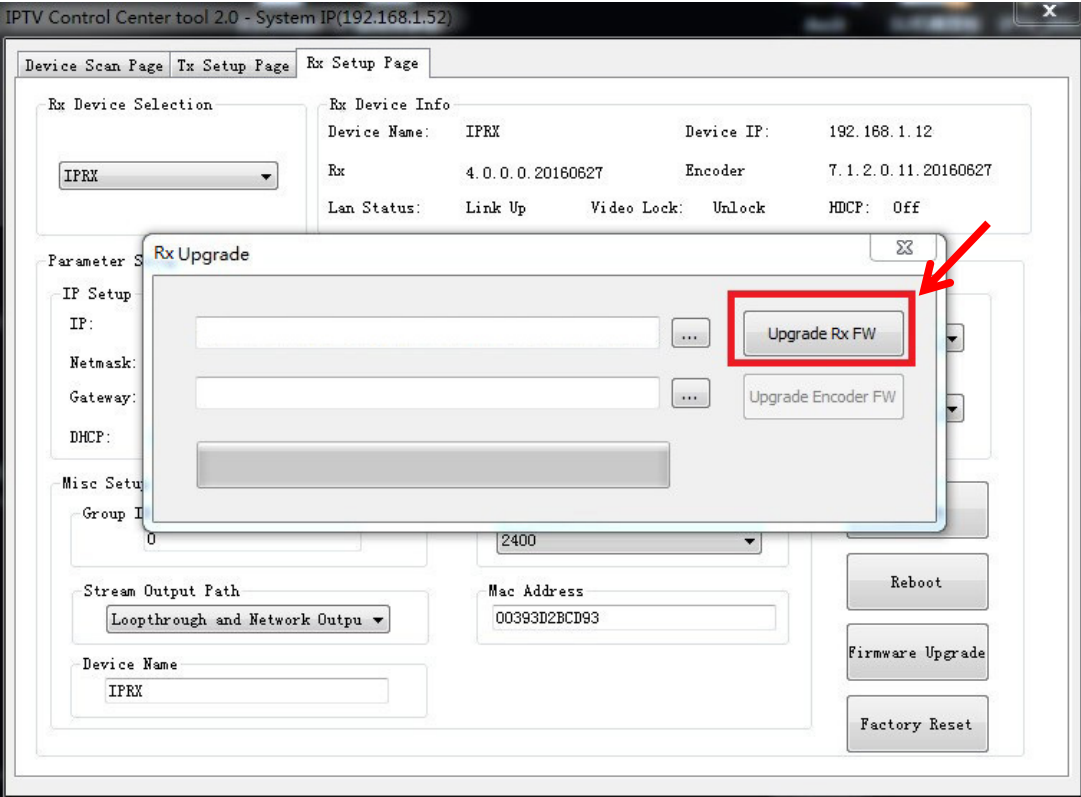 IPTV Control Center tool 2.0 - System IP(192.168.1.52)
x
Device Scan Page Tx Setup Page Rx Setup Page
Rx Device Selection
IPRX
Rx Device Info
Device Name: IPRX Device IP: 192.168.1.12
Rx 4.0.0.0.20160627 Encoder 7.1.2.0.11.20160627
Lan Status: Link Up Video Lock: Unlock HDCP: Off
Rx Upgrade
... Upgrade Rx FW
... Upgrade Encoder FW
Parameter S
IP Setup
IP:
Netmask:
Gateway:
DHCP:
Misc Setu
Group I
0
2400
Stream Output Path
Loopthrough and Network Outpu
Mac Address
00393D2BCD93
Device Name
IPRX
Reboot
Firmware Upgrade
Factory Reset